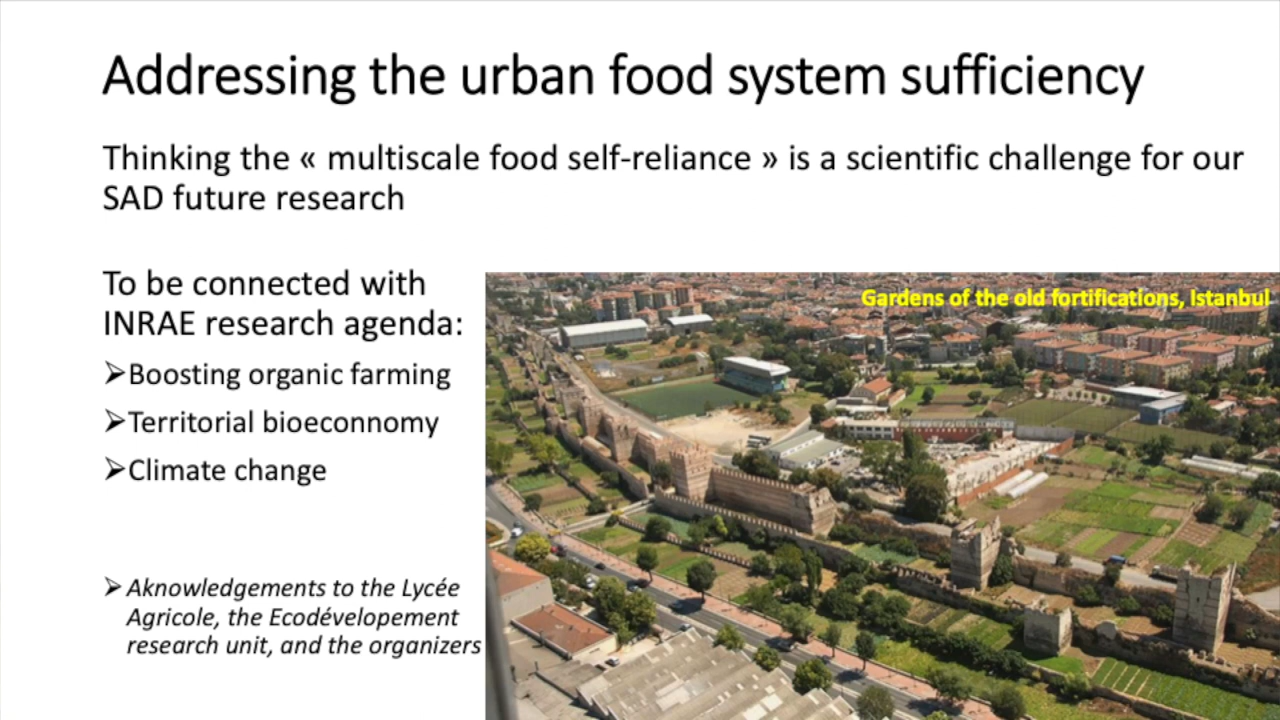 Addressing the urban food system sufficiency
Thinking the « multiscale food self-reliance » is a scientific challenge for our
SAD future research
To be connected with
INRAE research agenda:
➢Boosting organic farming
➢Territorial bioeconnomy
➢Climate change
➢Aknowledgements to the Lycée
Agricole, the Ecodévelopement
research unit, and the organizers
Gardens of the old fortifications, Istanbul